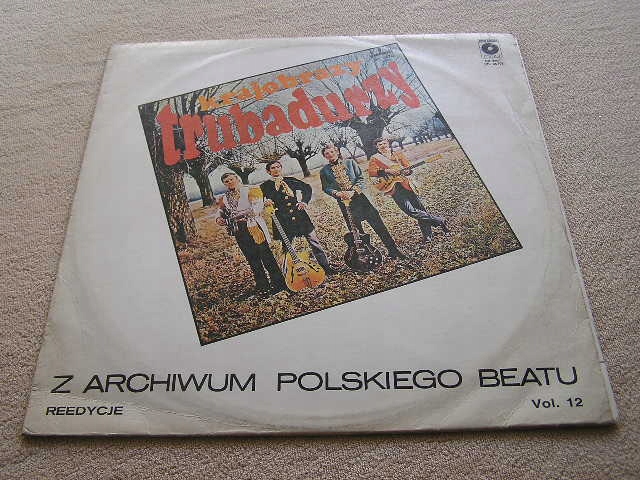 krajobrazy
trubadurzy
Z ARCHIWUM POLSKIEGO BEATU
REEDYCJE
Vol. 12